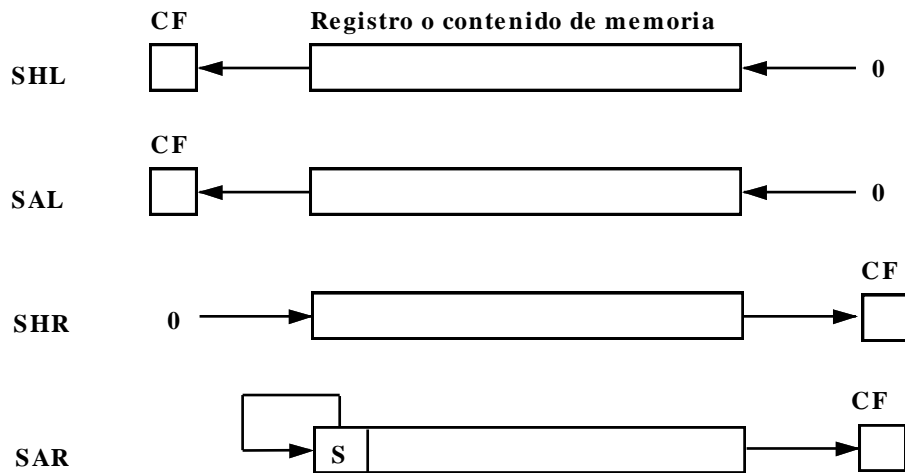 CF Registro o contenido de memoria
SHL 0
CF
SAL 0
CF
SHR 0
CF
SAR S